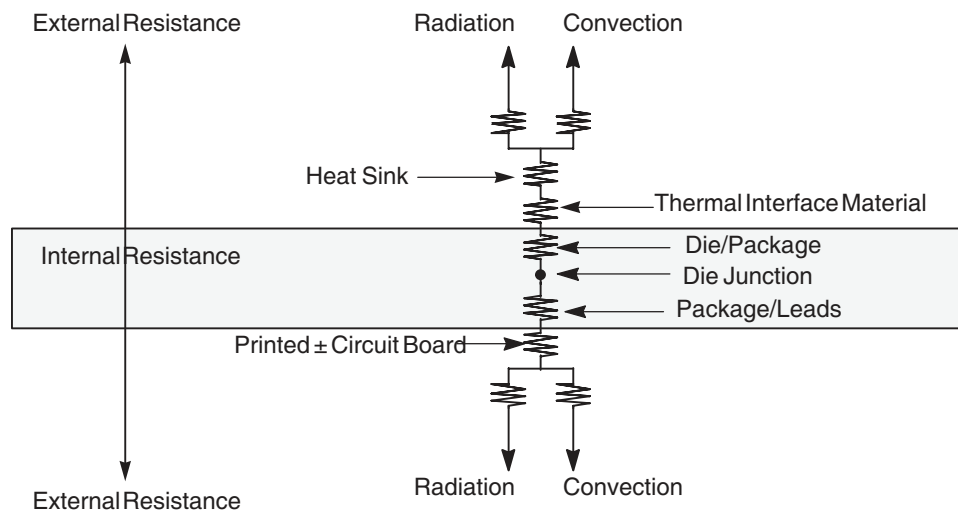 External Resistance
Radiation
Convection
Heat Sink
Thermal Interface Material
Internal Resistance
Die/Package
Die Junction
Package/Leads
Printed ± Circuit Board
Radiation
Convection
External Resistance